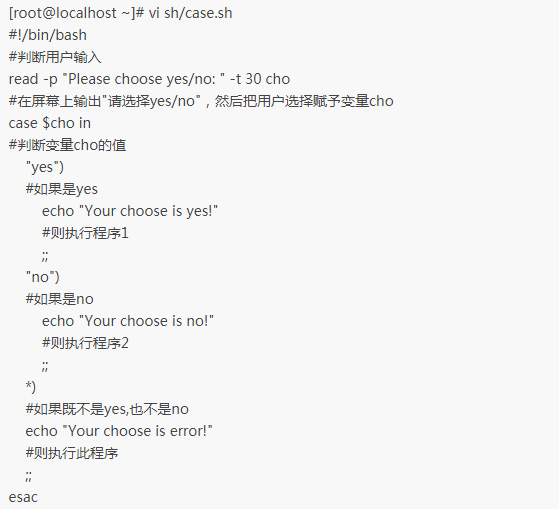 [root@localhost ~]# vi sh/case.sh
#!/bin/bash
#判断用户输入
read -p "Please choose yes/no: " -t 30 cho
#在屏幕上输出"请选择yes/no"，然后把用户选择赋予变量cho
case $cho in
#判断变量cho的值
"yes")
#如果是yes
echo "Your choose is yes!"
#则执行程序1
;;
"no")
#如果是no
echo "Your choose is no!"
#则执行程序2
;;
*)
#如果既不是yes,也不是no
echo "Your choose is error!"
#则执行此程序
;;
esac